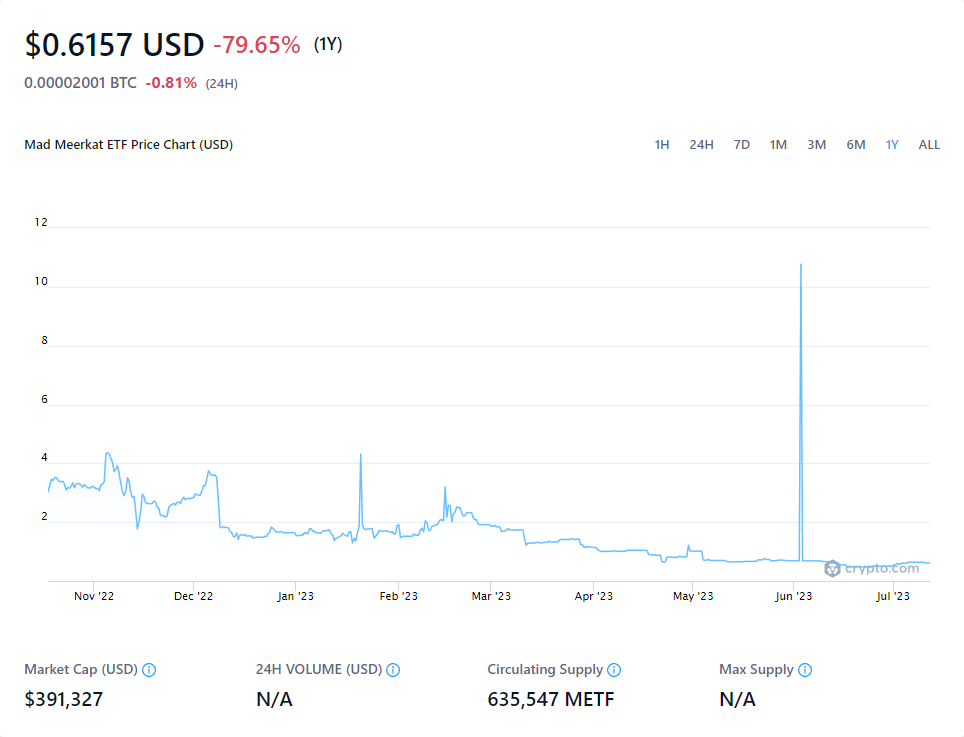 $0.6157 USD -79.65% (1Y)
0.00002001 BTC -0.81% (24H)
Mad Meerkat ETF Price Chart (USD) 1H 24H 7D 1M 3M 6M 1Y ALL
12
10
8
6
4
2
crypto.com
Nov '22 Dec '22 Jan '23 Feb '23 Mar '23 Apr '23 May '23 Jun '23 Jul '23
Market Cap (USD) 24H VOLUME (USD) Circulating Supply Max Supply
$391,327 N/A 635,547 METF N/A